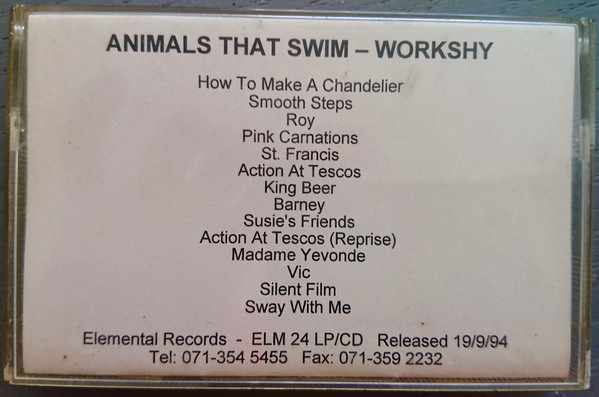 ANIMALS THAT SWIM – WORKSHY
How To Make A Chandelier
Smooth Steps
Roy
Pink Carnations
St. Francis
Action At Tescos
King Beer
Barney
Susie's Friends
Action At Tescos (Reprise)
Madame Yevonde
Vic
Silent Film
Sway With Me
Elemental Records - ELM 24 LP/CD Released 19/9/94
Tel: 071-354 5455 Fax: 071-359 2232